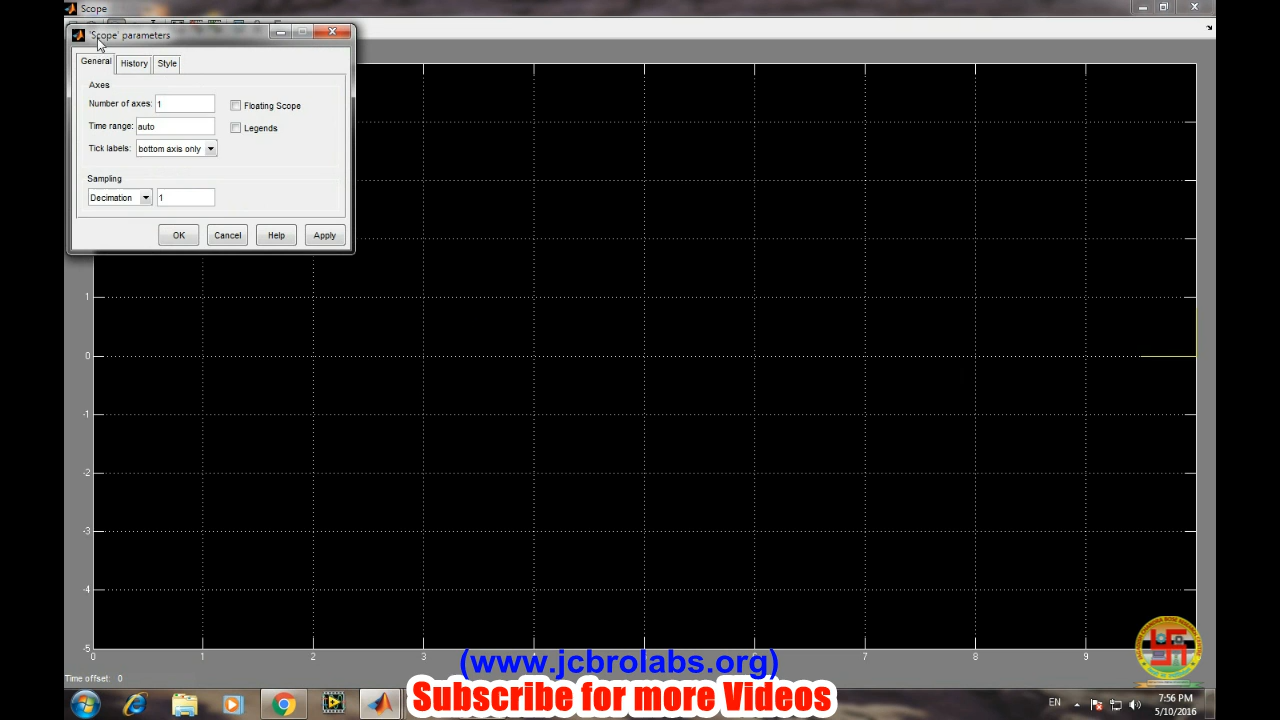 Scope
'Scope' parameters
General
History
Style
Axes
Number of axes: 1
Floating Scope
Time range: auto
Legends
Tick labels: bottom axis only
Sampling
Decimation
1
OK
Cancel
Help
Apply
1
0
-1
-2
-3
-4
-5
0
1
2
3
4
5
6
7
8
9
Time offset: 0
(www.jcbrolabs.org)
Subscribe for more Videos
EN
7:56 PM
5/10/2016